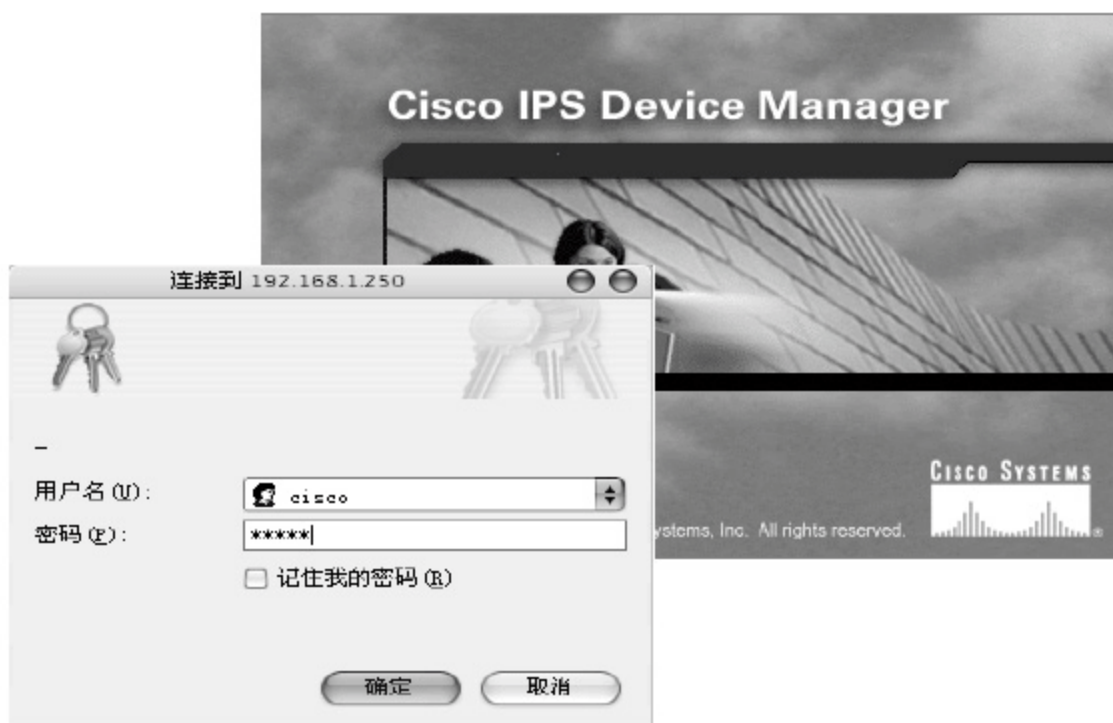 Cisco IPS Device Manager
连接到 192.168.1.250
用户名(U):
cisco
密码(P):
*****
记住我的密码(R)
确定
取消
ystems, Inc. All rights reserved.
CISCO SYSTEMS
®